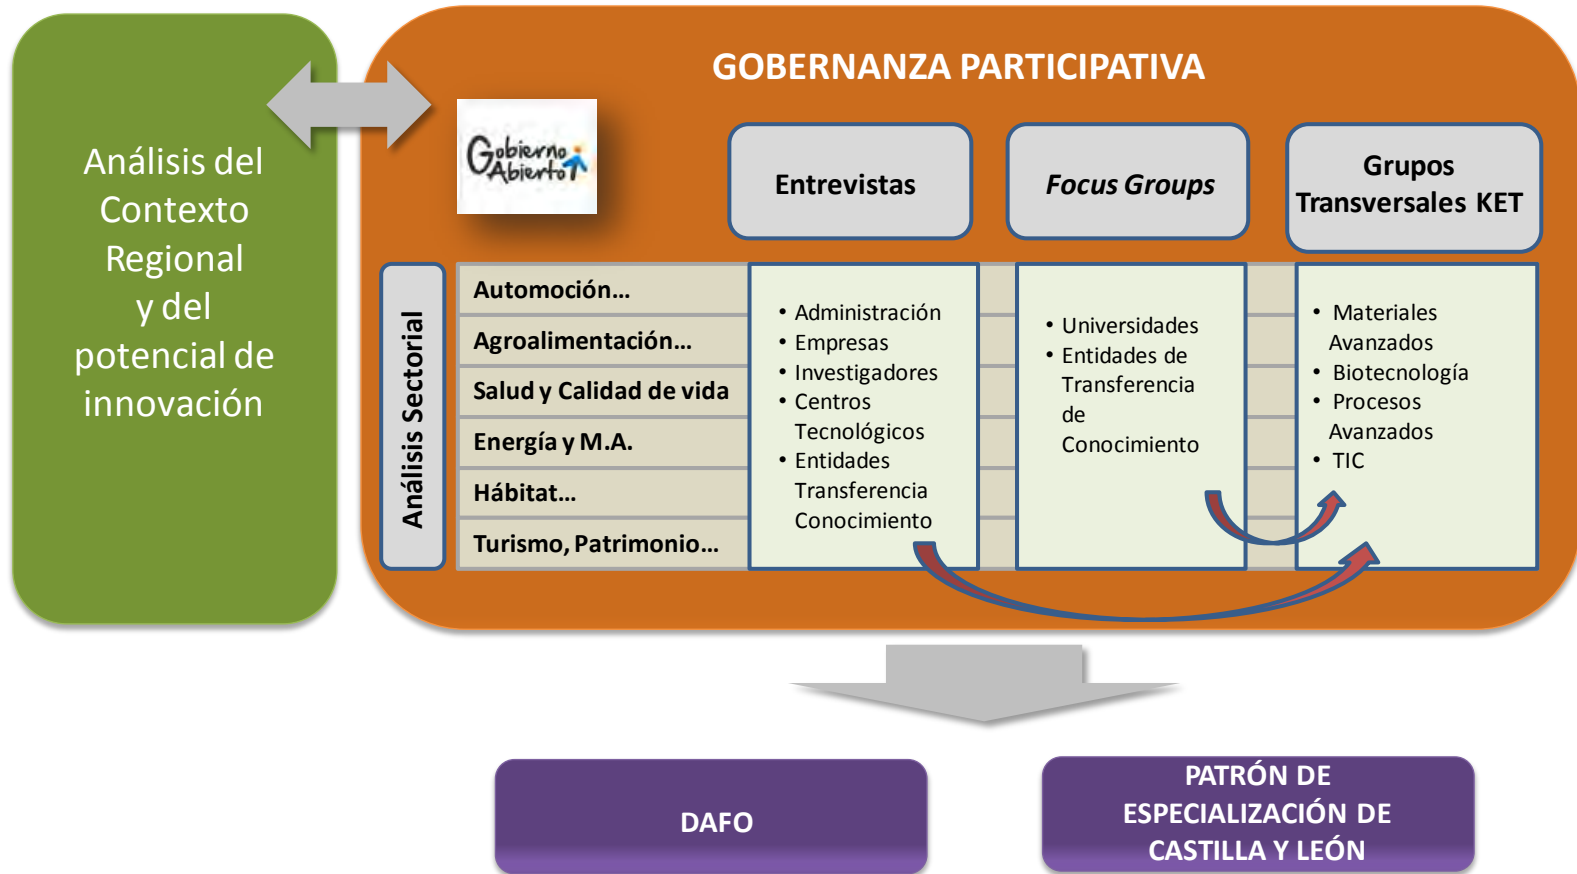 Análisis del
Contexto
Regional
y del
potencial de
innovación
GOBERNANZA PARTICIPATIVA
Gobierno
Abierto
Entrevistas
Focus Groups
Grupos
Transversales KET
Análisis Sectorial
Automoción...
Agroalimentación...
Salud y Calidad de vida
Energía y M.A.
Hábitat...
Turismo, Patrimonio...
• Administración
• Empresas
• Investigadores
• Centros
Tecnológicos
• Entidades
Transferencia
Conocimiento
• Universidades
• Entidades de
Transferencia
de
Conocimiento
• Materiales
Avanzados
• Biotecnología
• Procesos
Avanzados
• TIC
DAFO
PATRÓN DE
ESPECIALIZACIÓN DE
CASTILLA Y LEÓN